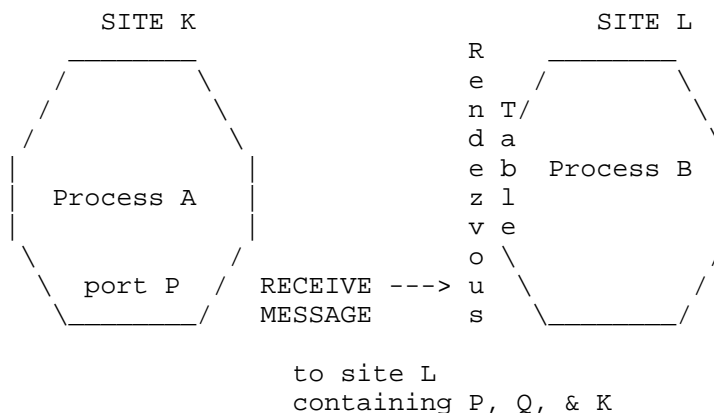 SITE K SITE L
Rendezvous
Table
Process A Process B
port P RECEIVE --->
MESSAGE
to site L
containing P, Q, & K